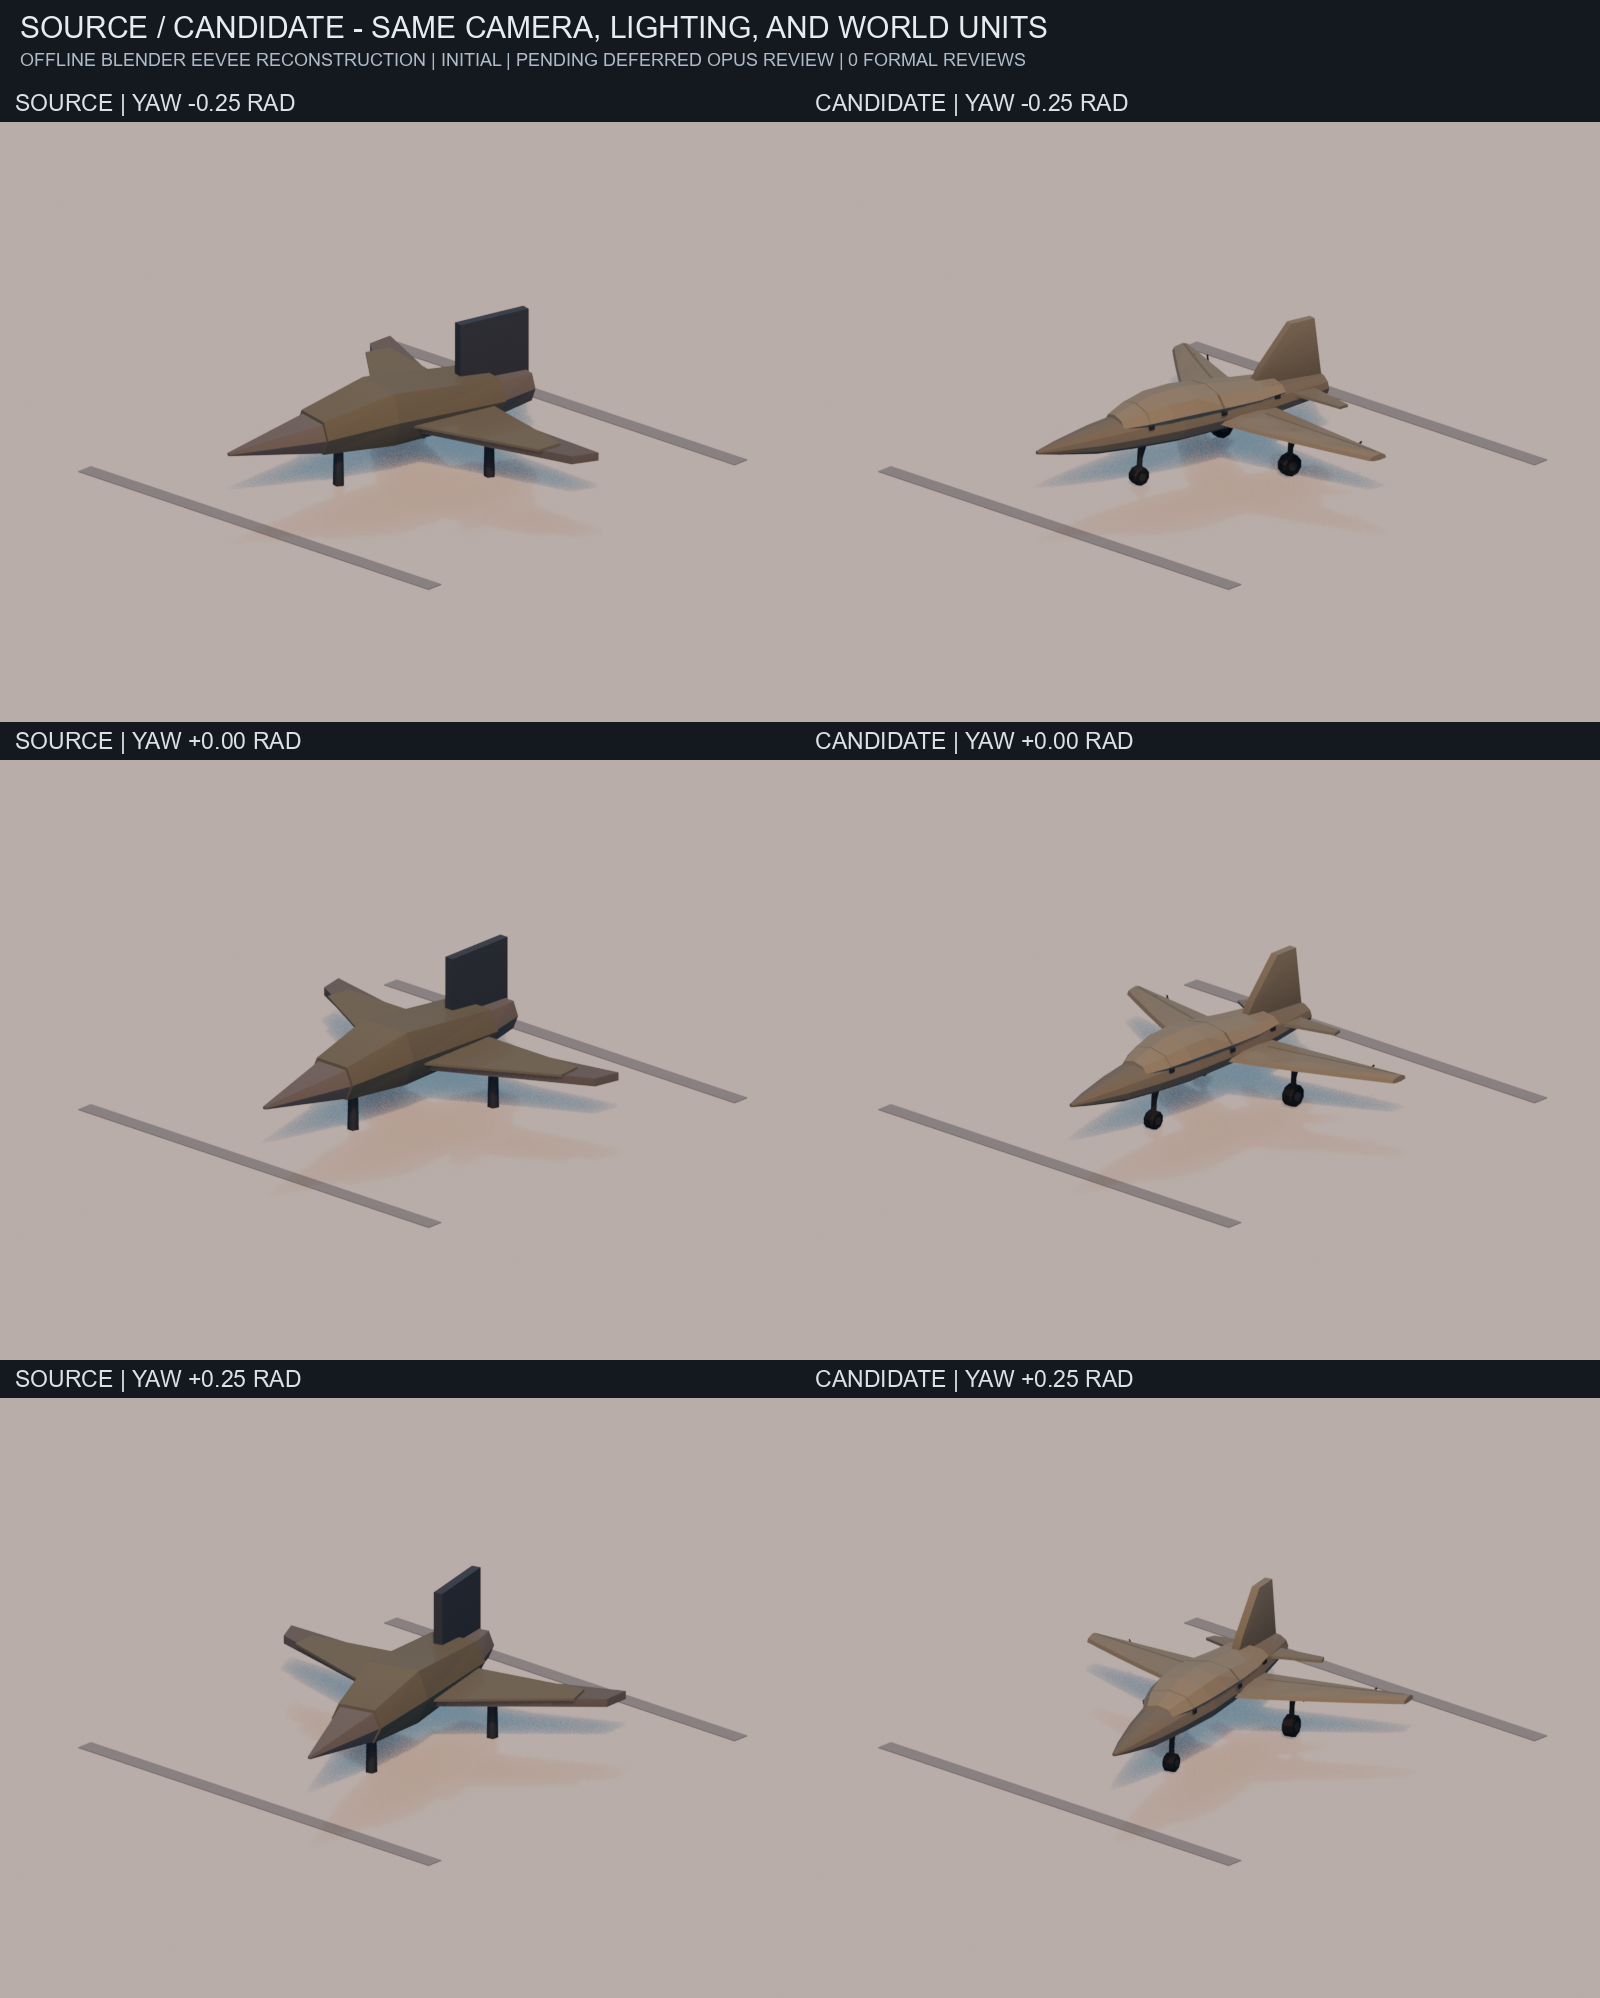 SOURCE / CANDIDATE - SAME CAMERA, LIGHTING, AND WORLD UNITS
OFFLINE BLENDER EEVEE RECONSTRUCTION | INITIAL | PENDING DEFERRED OPUS REVIEW | 0 FORMAL REVIEWS
SOURCE | YAW -0.25 RAD
CANDIDATE | YAW -0.25 RAD
SOURCE | YAW +0.00 RAD
CANDIDATE | YAW +0.00 RAD
SOURCE | YAW +0.25 RAD
CANDIDATE | YAW +0.25 RAD